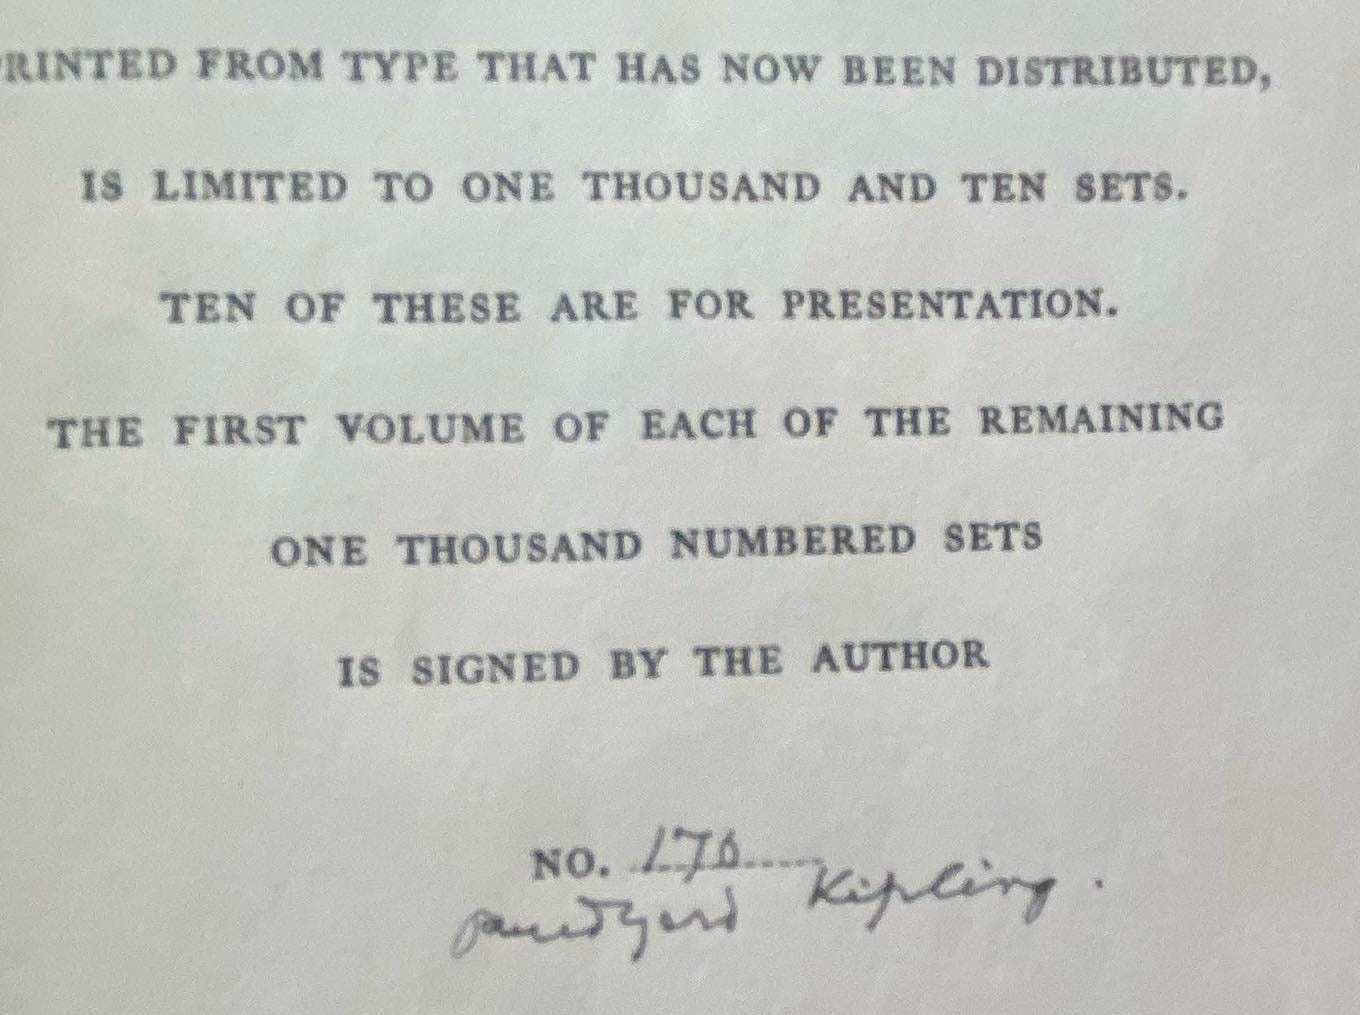 PRINTED FROM TYPE THAT HAS NOW BEEN DISTRIBUTED,
IS LIMITED TO ONE THOUSAND AND TEN SETS.
TEN OF THESE ARE FOR PRESENTATION.
THE FIRST VOLUME OF EACH OF THE REMAINING
ONE THOUSAND NUMBERED SETS
IS SIGNED BY THE AUTHOR
NO. 176
Rudyard Kipling.